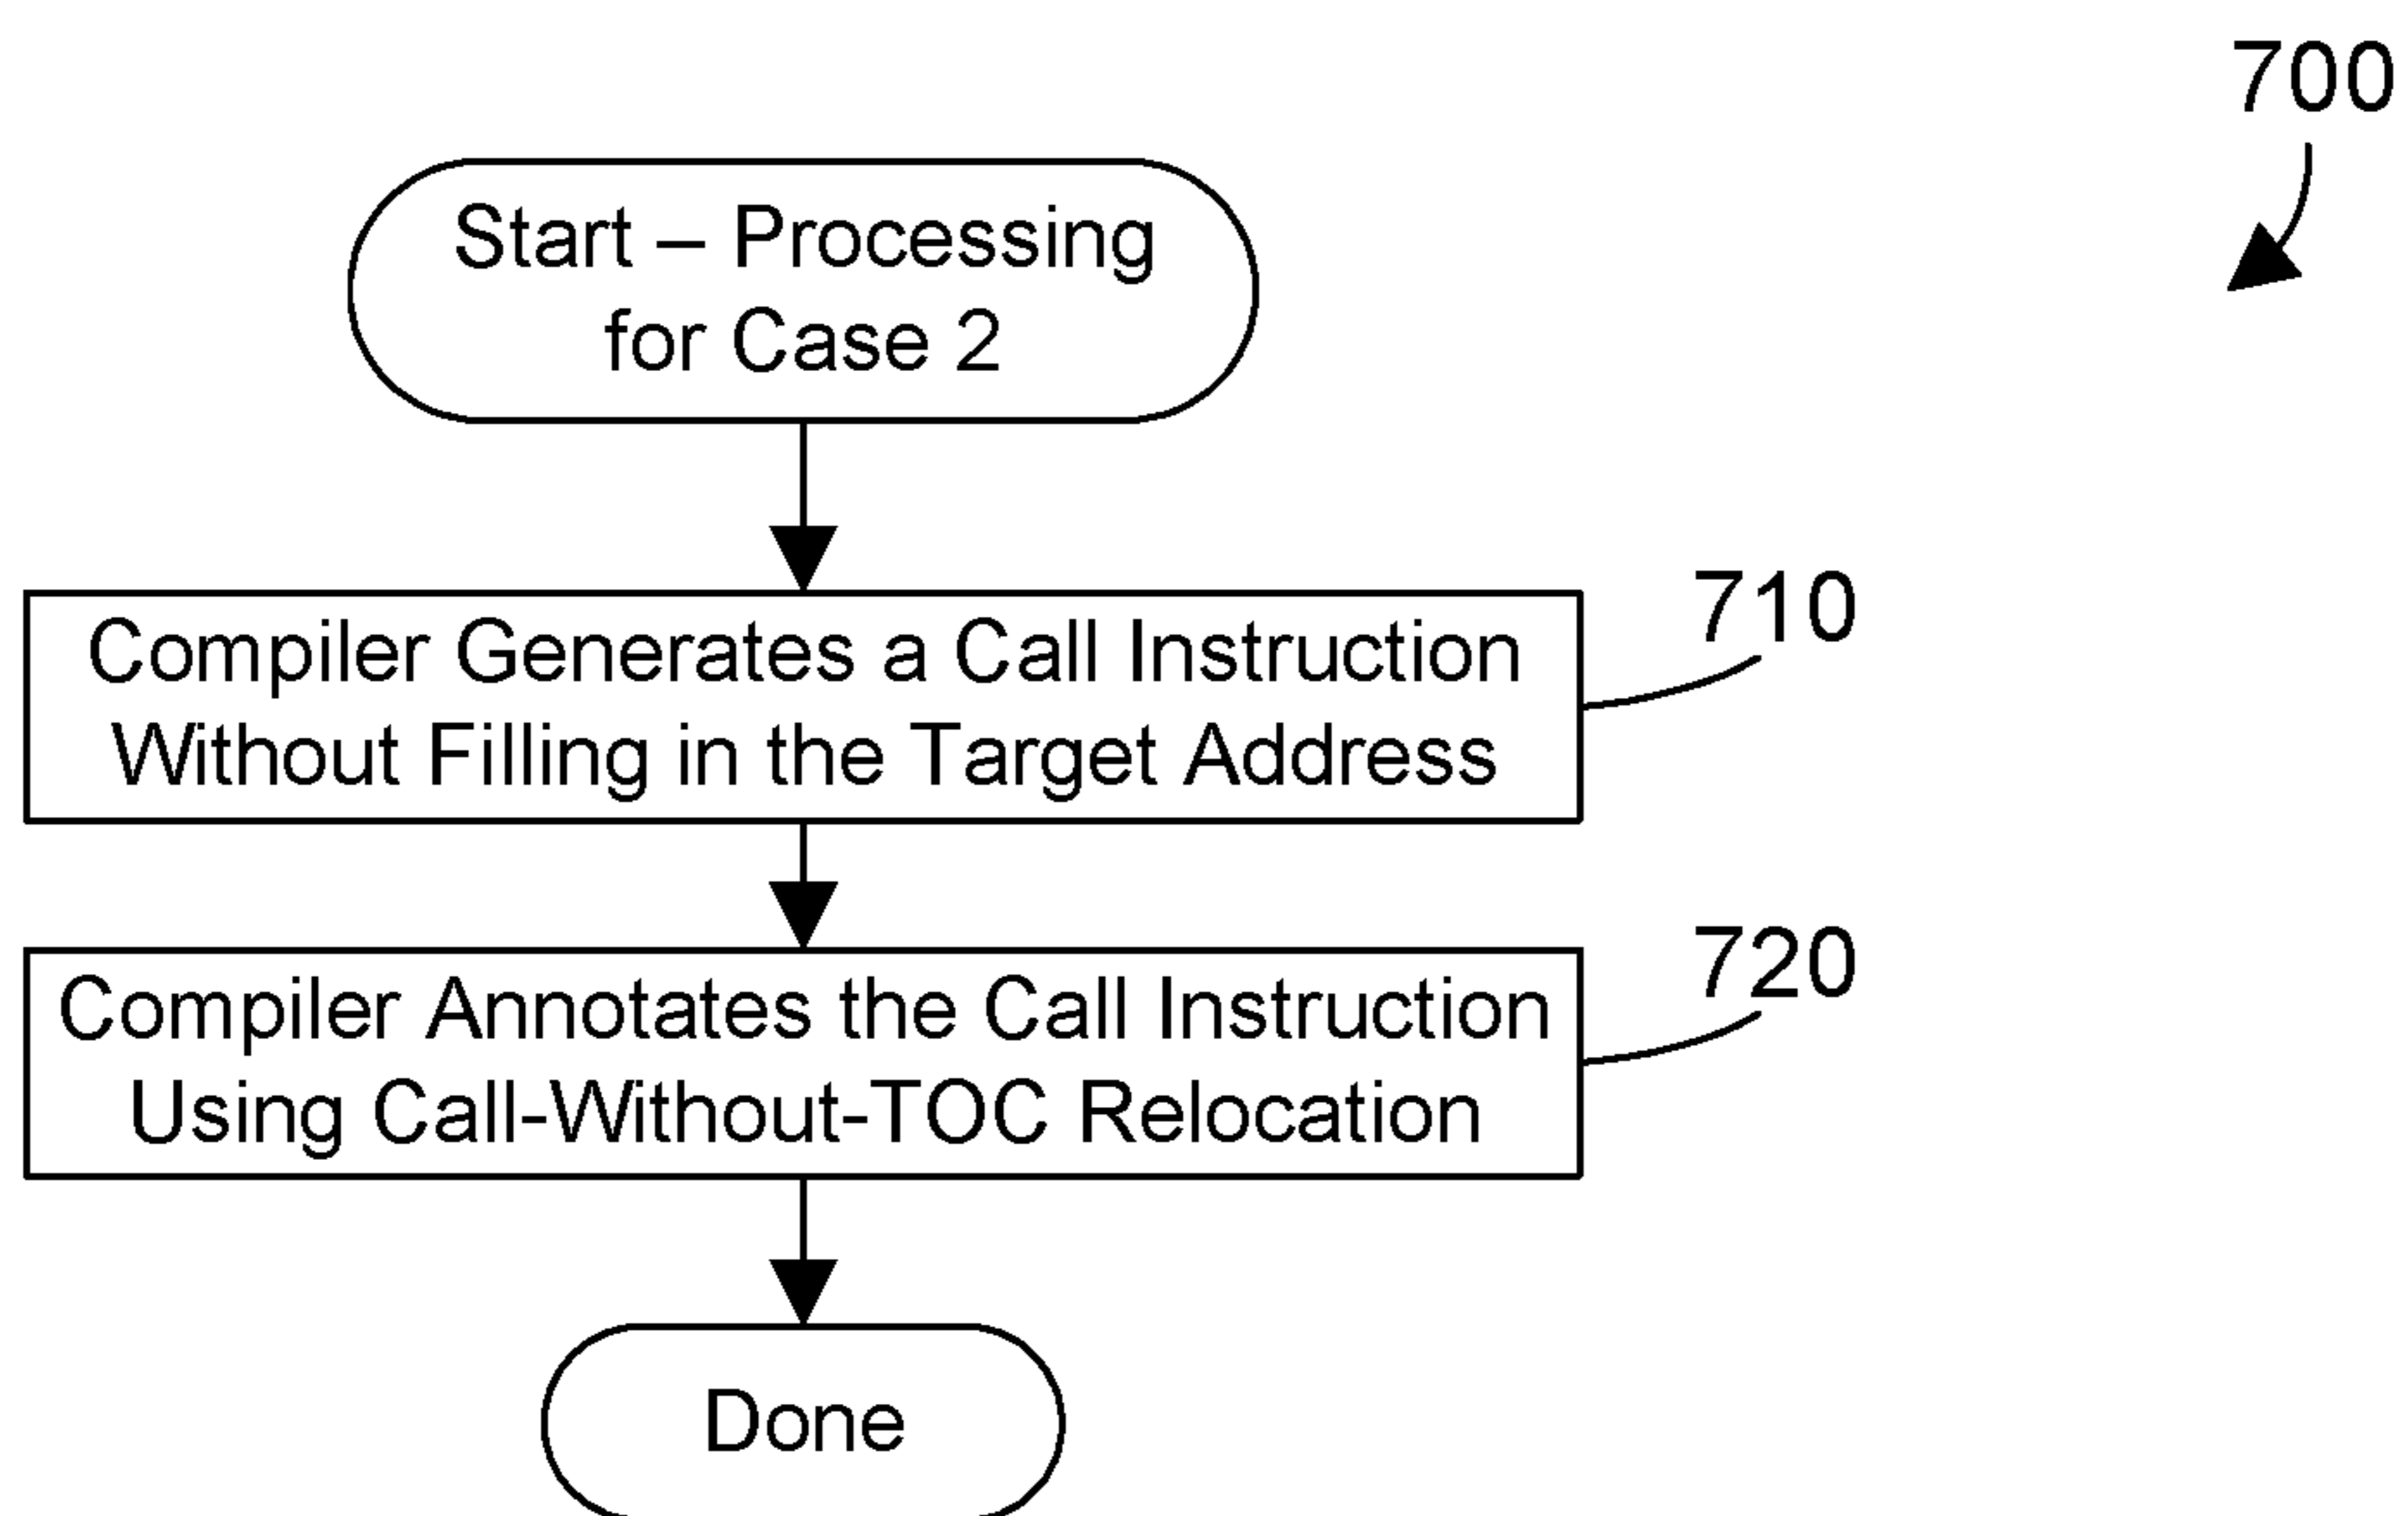 700
Start – Processing
for Case 2
Compiler Generates a Call Instruction
Without Filling in the Target Address
710
Compiler Annotates the Call Instruction
Using Call-Without-TOC Relocation
720
Done